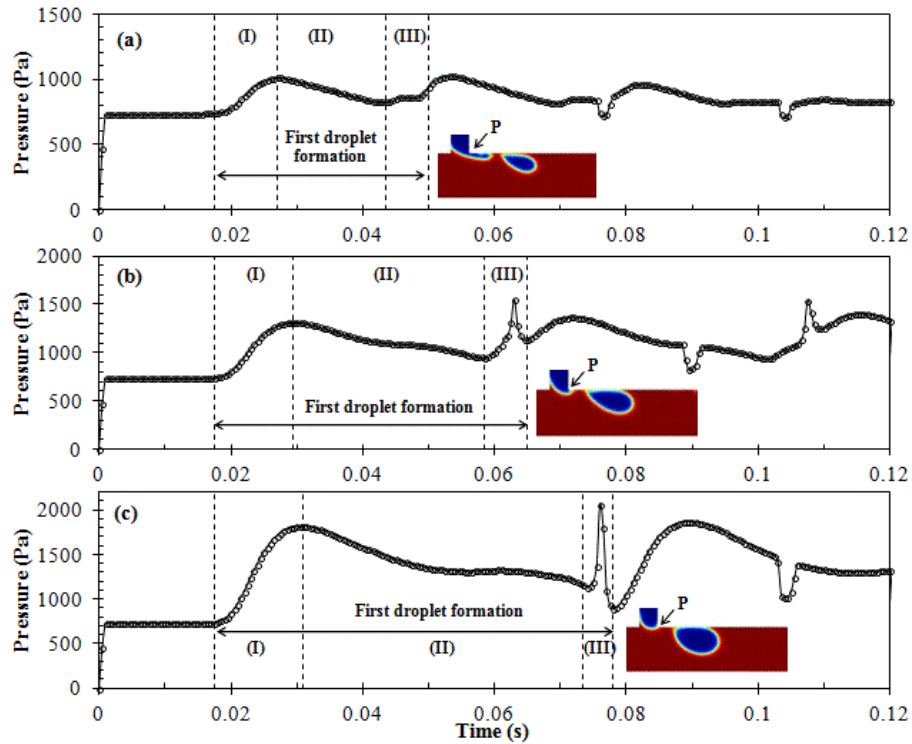 1500
1000
500
0
Pressure (Pa)
(a)
(I)
(II)
(III)
First droplet
formation
P
0
0.02
0.04
0.06
0.08
0.1
0.12
2000
1500
1000
500
0
Pressure (Pa)
(b)
(I)
(II)
(III)
First droplet formation
P
0
0.02
0.04
0.06
0.08
0.1
0.12
2000
1500
1000
500
0
Pressure (Pa)
(c)
First droplet formation
(I)
(II)
(III)
P
0
0.02
0.04
0.06
0.08
0.1
0.12
Time (s)